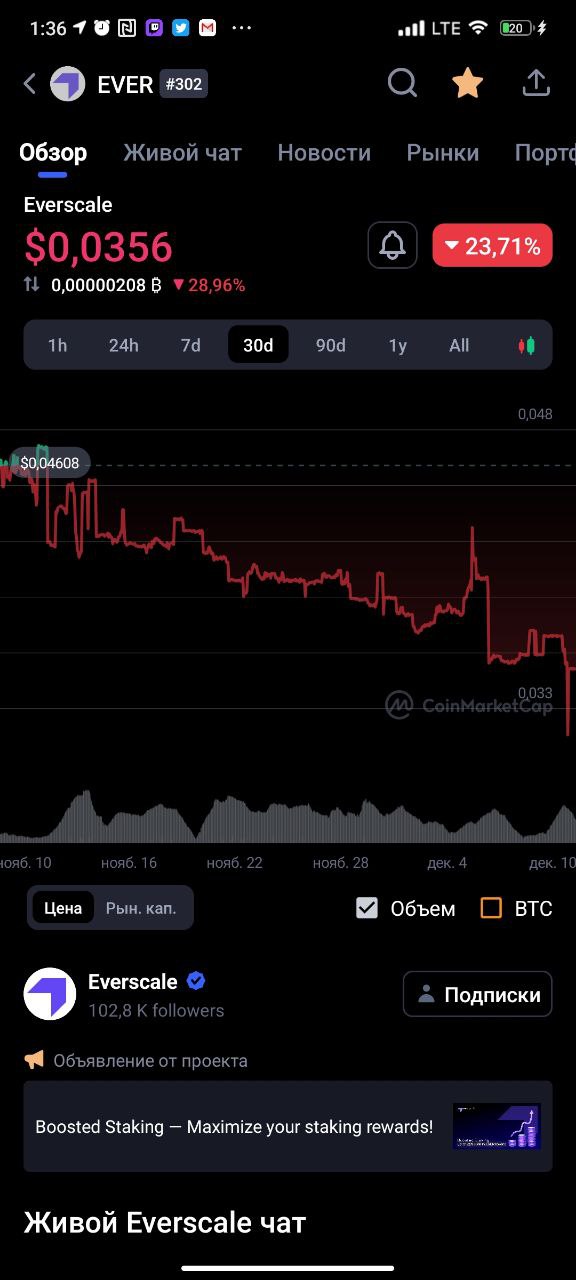 1:36 LTE 20
EVER #302
Обзор Живой чат Новости Рынки Портф
Everscale
$0,0356
23,71%
0,00000208 ₿ 28,96%
1h 24h 7d 30d 90d 1y All
0,048
$0,04608
0,033
CoinMarketCap
нояб. 10 нояб. 16 нояб. 22 нояб. 28 дек. 4 дек. 10
Цена Рын. кап. Объем BTC
Everscale
102,8 K followers
Подписки
Объявление от проекта
Boosted Staking — Maximize your staking rewards!
Живой Everscale чат